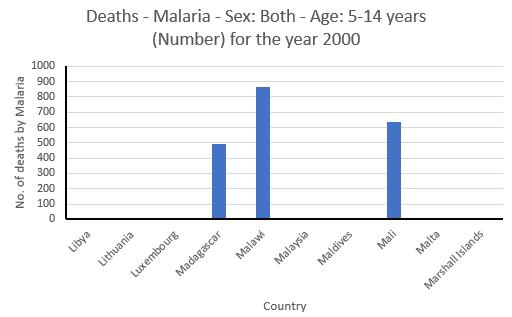 Deaths - Malaria - Sex: Both - Age: 5-14 years
(Number) for the year 2000
No. of deaths by Malaria
1000
900
800
700
600
500
400
300
200
100
0
Libya
Lithuania
Luxembourg
Madagascar
Malawi
Malaysia
Maldives
Mali
Malta
Marshall Islands
Country